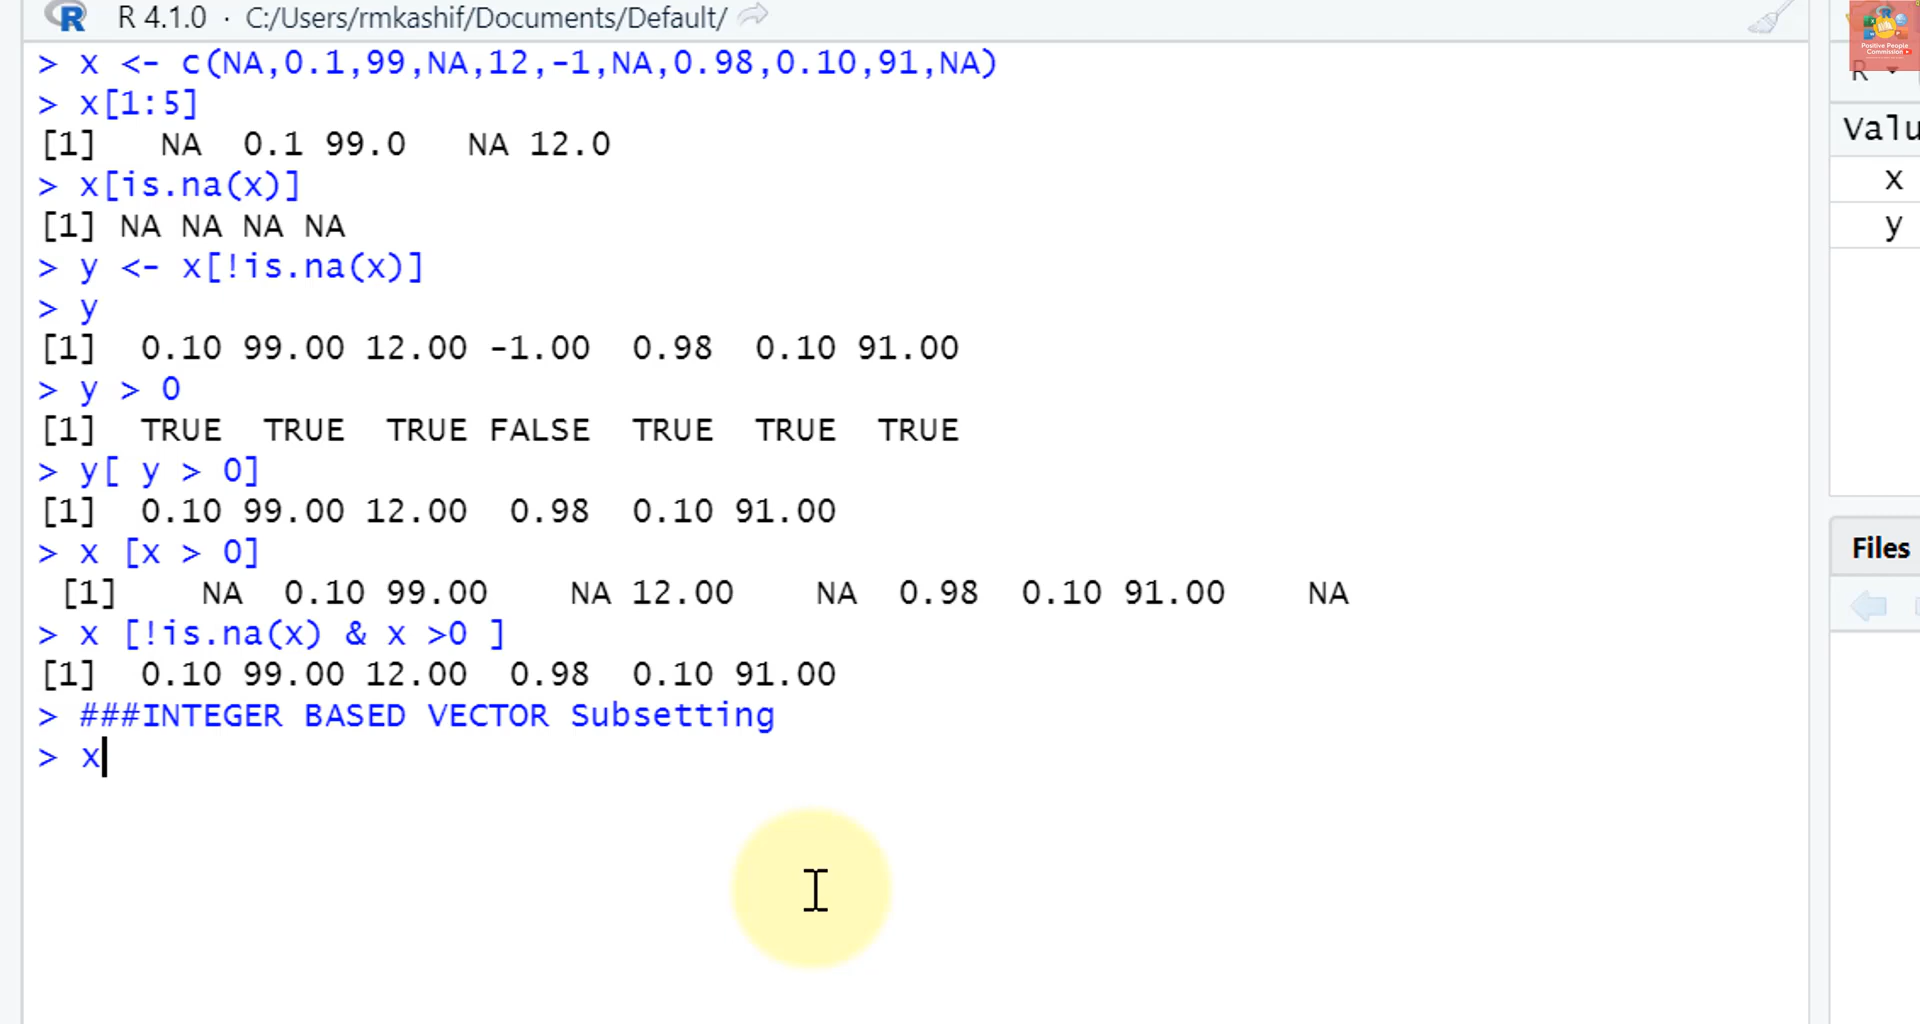 R 4.1.0 · C:/Users/rmkashif/Documents/Default/
> x <- c(NA,0.1,99,NA,12,-1,NA,0.98,0.10,91,NA)
> x[1:5]
[1]   NA  0.1 99.0   NA 12.0
> x[is.na(x)]
[1] NA NA NA NA
> y <- x[!is.na(x)]
> y
[1]  0.10 99.00 12.00 -1.00  0.98  0.10 91.00
> y > 0
[1]  TRUE  TRUE  TRUE FALSE  TRUE  TRUE  TRUE
> y[ y > 0]
[1]  0.10 99.00 12.00  0.98  0.10 91.00
> x [x > 0]
 [1]    NA  0.10 99.00    NA 12.00    NA  0.98  0.10 91.00    NA
> x [!is.na(x) & x >0 ]
[1]  0.10 99.00 12.00  0.98  0.10 91.00
> ###INTEGER BASED VECTOR Subsetting
> x
Positive People
Commission
R
Valu
x
y
Files